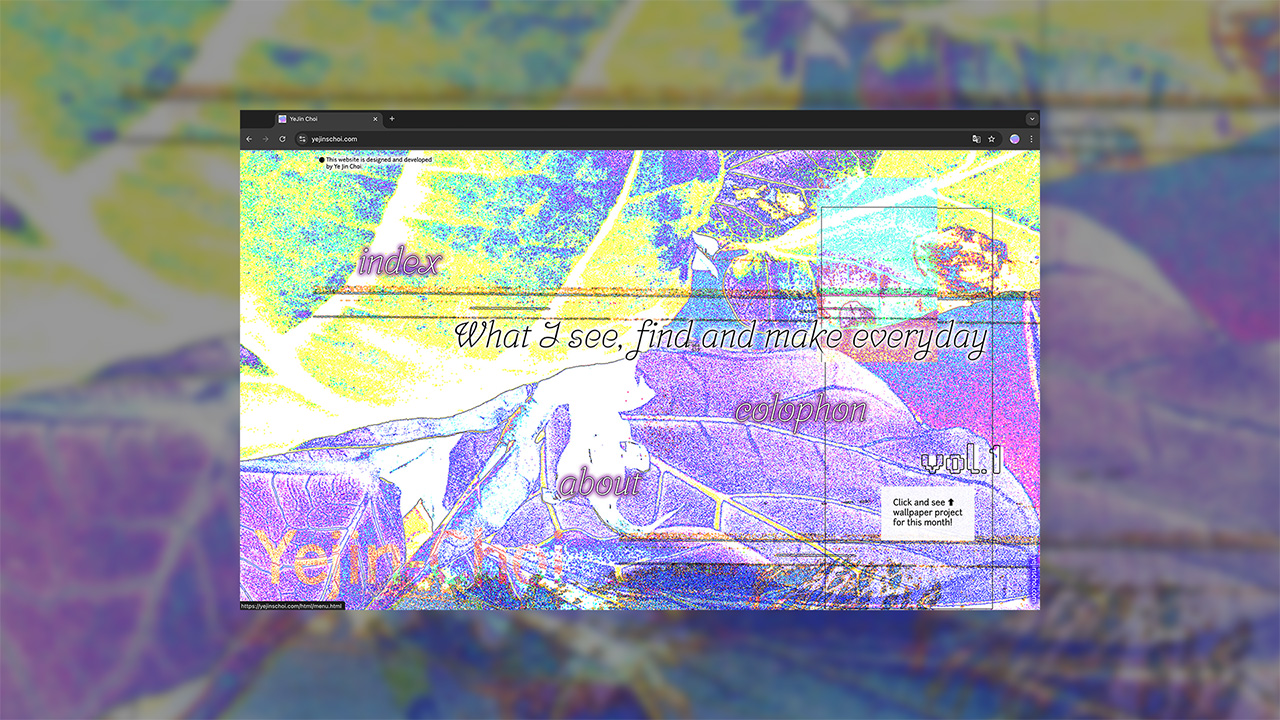 YeJin Choi
yejinschoi.com
This website is designed and developed
by Ye Jin Choi
index
What I see, find and make everyday
colophon
vol.1
about
Click and see ⬆
wallpaper project
for this month!
YeJin Choi
https://yejinschoi.com/html/menu.html